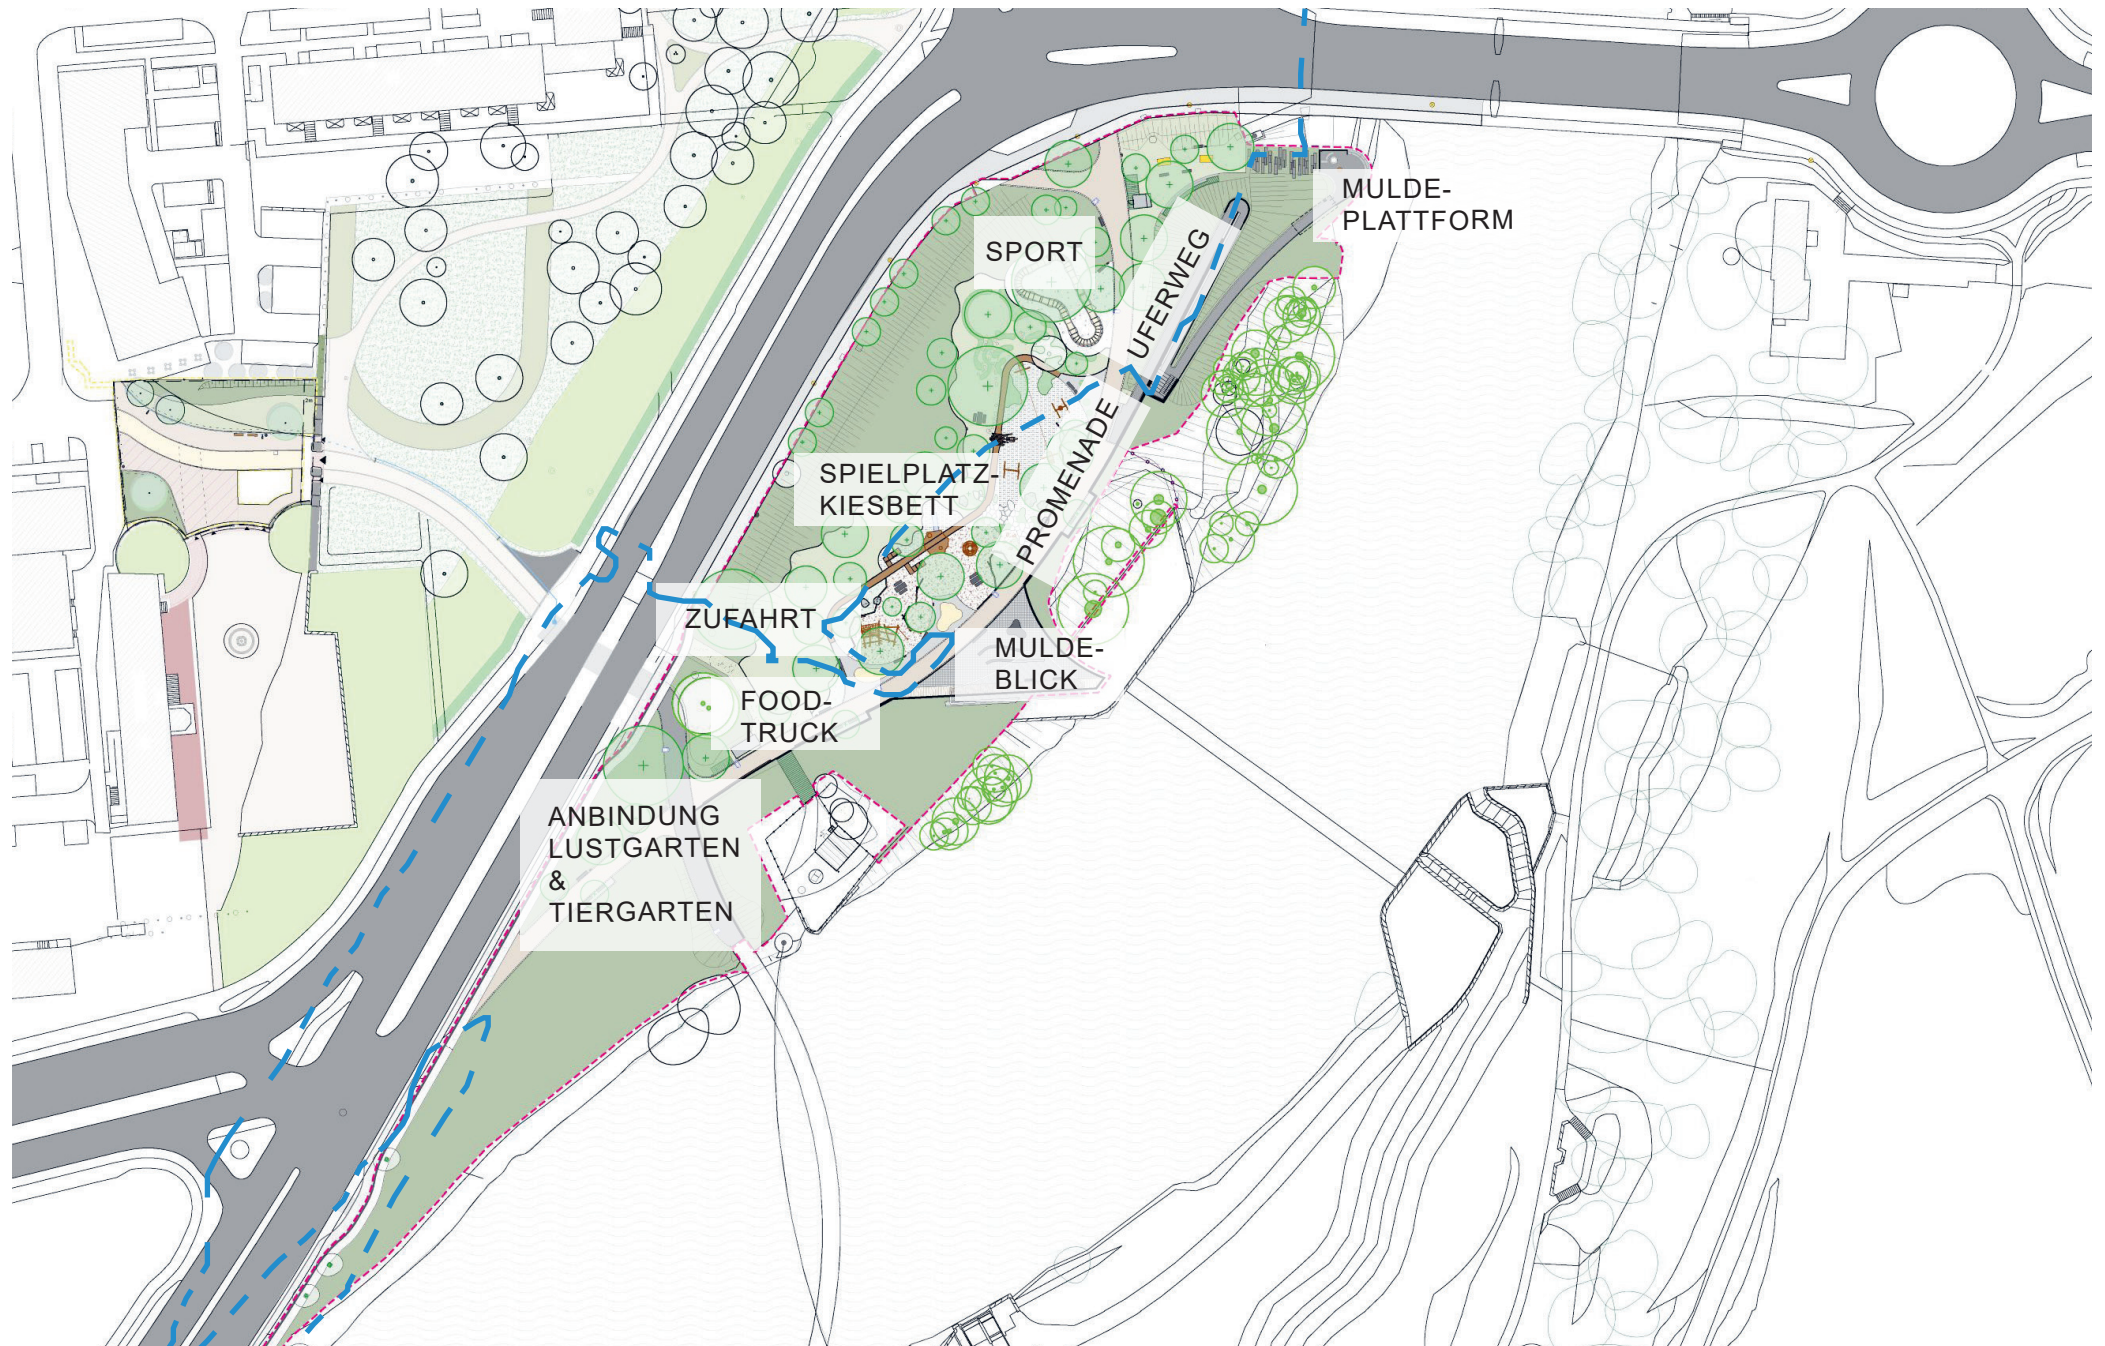 MULDE-
PLATTFORM
SPORT
UFERWEG
PROMENADE
SPIELPLATZ-
KIESBETT
ZUFAHRT
MULDE-
BLICK
FOOD-
TRUCK
ANBINDUNG
LUSTGARTEN
&
TIERGARTEN